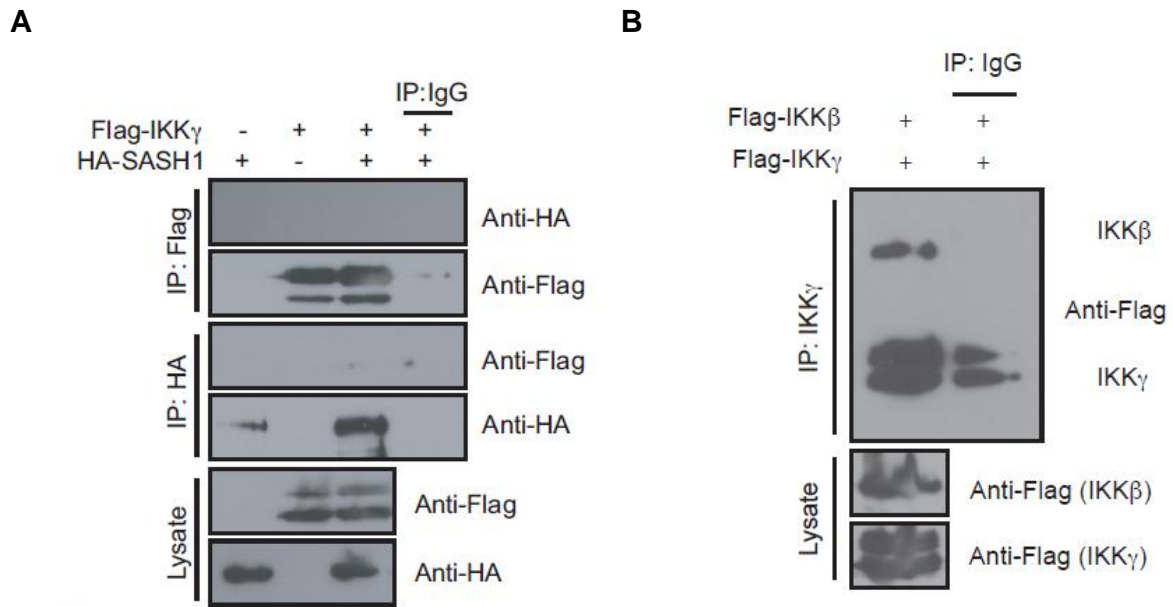 A
IP:IgG
Flag-IKKγ - + + +
HA-SASH1 + - + +
IP: Flag
Anti-HA
Anti-Flag
IP: HA
Anti-Flag
Anti-HA
Lysate
Anti-Flag
Anti-HA
B
IP: IgG
Flag-IKKβ + +
Flag-IKKγ + +
IP: IKKγ
IKKβ
Anti-Flag
IKKγ
Lysate
Anti-Flag (IKKβ)
Anti-Flag (IKKγ)